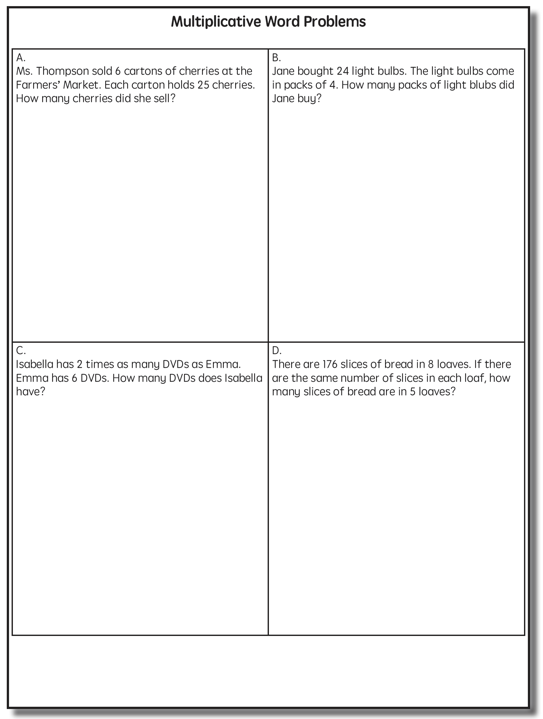 Multiplicative Word Problems
A.
Ms. Thompson sold 6 cartons of cherries at the
Farmers' Market. Each carton holds 25 cherries.
How many cherries did she sell?
B.
Jane bought 24 light bulbs. The light bulbs come
in packs of 4. How many packs of light blubs did
Jane buy?
C.
Isabella has 2 times as many DVDs as Emma.
Emma has 6 DVDs. How many DVDs does Isabella
have?
D.
There are 176 slices of bread in 8 loaves. If there
are the same number of slices in each loaf, how
many slices of bread are in 5 loaves?